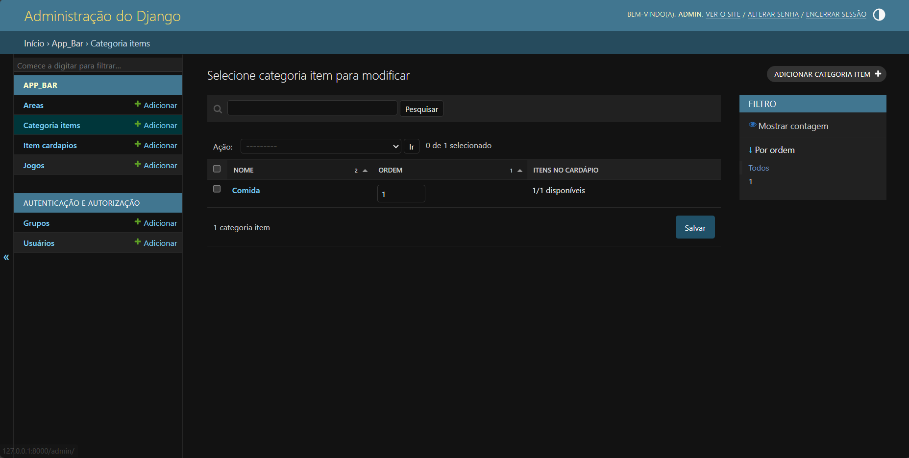 Administração do Django
BEM-VINDO(A), ADMIN. VER O SITE / ALTERAR SENHA / ENCERRAR SESSÃO
Início › App_Bar › Categoria items
Comece a digitar para filtrar...
APP_BAR
Areas + Adicionar
Categoria items + Adicionar
Item cardapios + Adicionar
Jogos + Adicionar
AUTENTICAÇÃO E AUTORIZAÇÃO
Grupos + Adicionar
Usuários + Adicionar
«
Selecione categoria item para modificar
ADICIONAR CATEGORIA ITEM +
Pesquisar
Ação: --------- Ir 0 de 1 selecionado
NOME 2 ORDEM 1 ITENS NO CARDÁPIO
Comida 1 1/1 disponíveis
1 categoria item
Salvar
FILTRO
Mostrar contagem
↓ Por ordem
Todos
1
127.0.0.1:8000/admin/